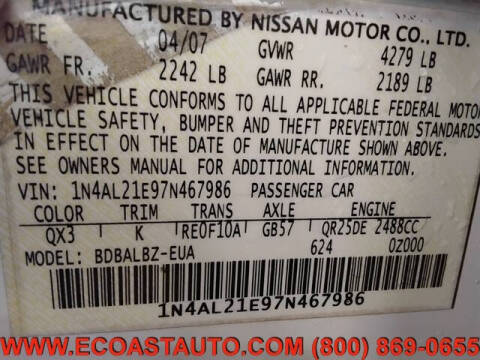 MANUFACTURED BY NISSAN MOTOR CO., LTD.
DATE 04/07 GVWR 4279 LB
GAWR FR. 2242 LB GAWR RR. 2189 LB
THIS VEHICLE CONFORMS TO ALL APPLICABLE FEDERAL MOTOR
VEHICLE SAFETY, BUMPER AND THEFT PREVENTION STANDARDS
IN EFFECT ON THE DATE OF MANUFACTURE SHOWN ABOVE.
SEE OWNERS MANUAL FOR ADDITIONAL INFORMATION.
VIN: 1N4AL21E97N467986 PASSENGER CAR
COLOR TRIM TRANS AXLE ENGINE
QX3 K RE0F10A GB57 QR25DE 2488CC
MODEL: BDBALBZ-EUA 624 0Z000
1N4AL21E97N467986
WWW.ECOASTAUTO.COM (800) 869-0655